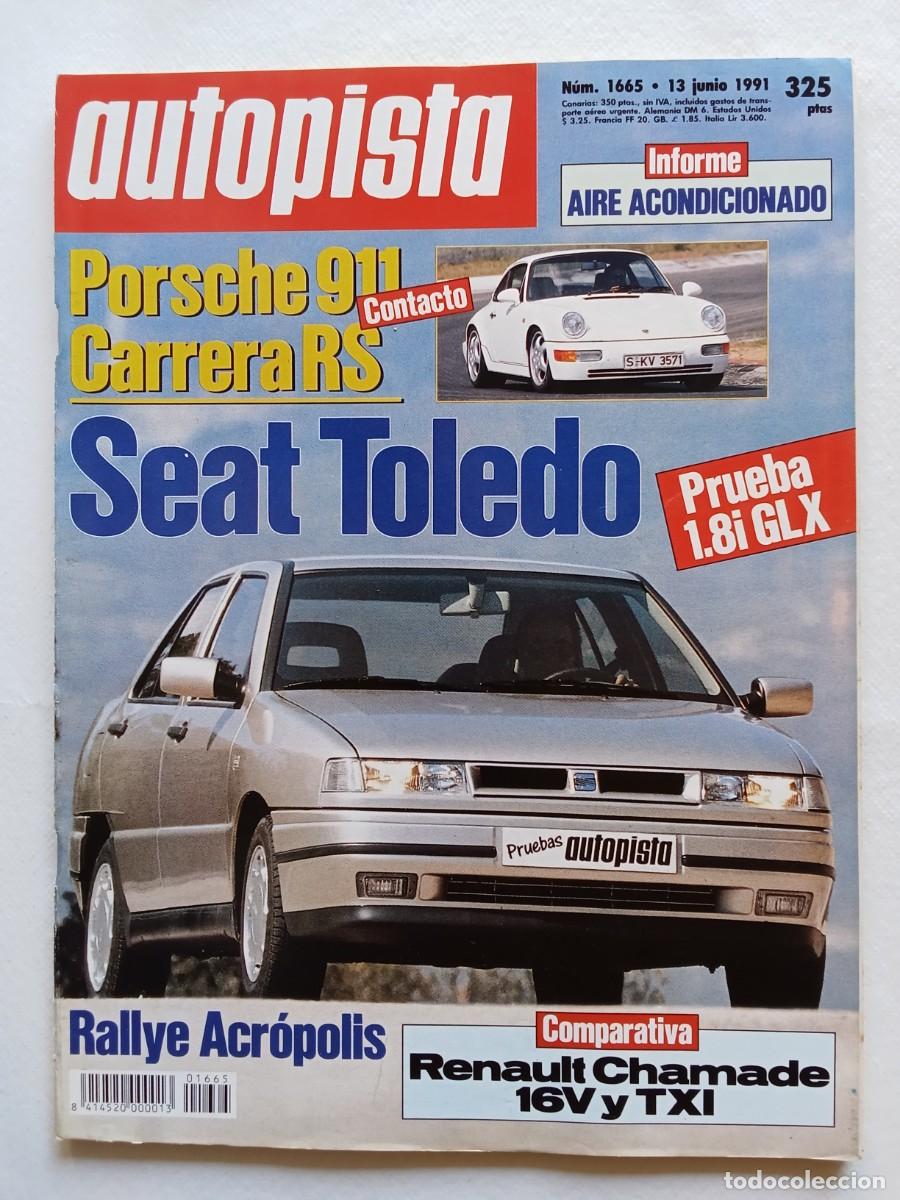 autopista
Núm. 1665 • 13 junio 1991
325
ptas
Canarias: 350 ptas., sin IVA, incluidos gastos de trans-
porte aéreo urgente. Alemania DM 6. Estados Unidos
$ 3.25. Francia FF 20. GB. £ 1.85. Italia Lir 3.600.
Informe
AIRE ACONDICIONADO
Porsche 911
Carrera RS
Contacto
S-KV 3571
Seat Toledo
Prueba
1.8i GLX
Pruebas autopista
Rallye Acrópolis
Comparativa
Renault Chamade
16V y TXI
01665
8 414520 000013
todocoleccion